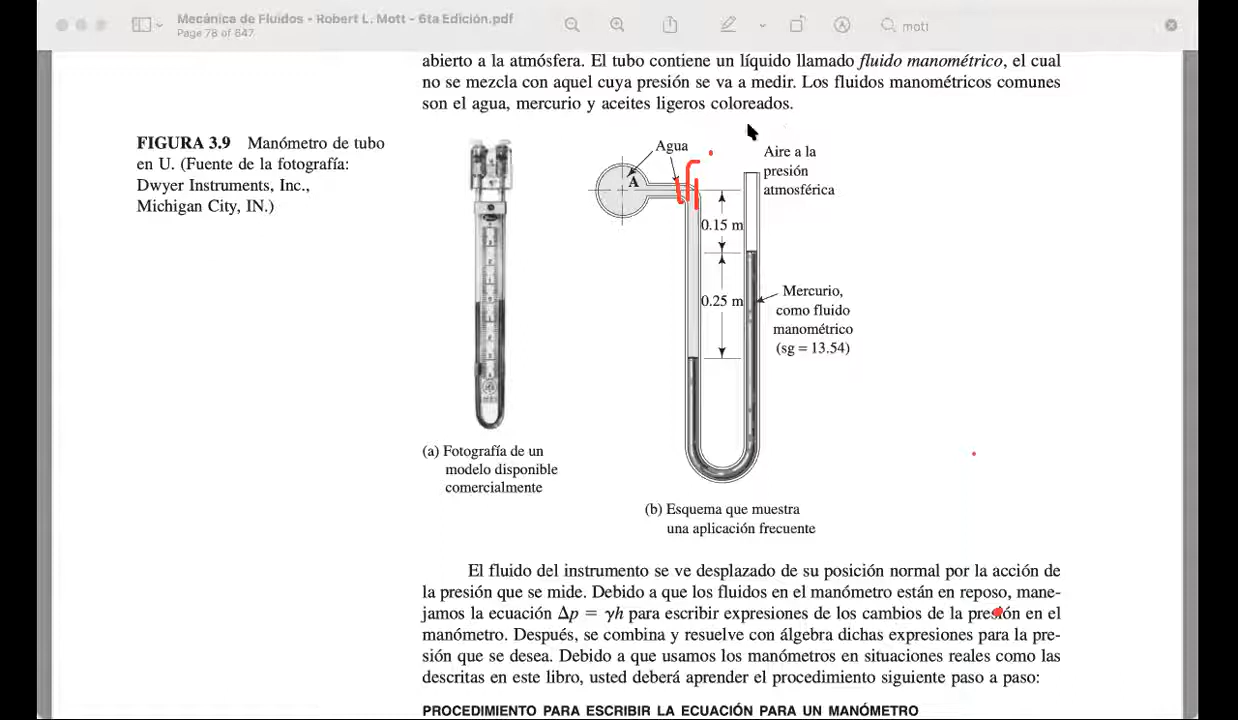 Mecánica de Fluidos - Robert L. Mott - 6ta Edición.pdf
Page 78 of 647
mott
abierto a la atmósfera. El tubo contiene un líquido llamado fluido manométrico, el cual
no se mezcla con aquel cuya presión se va a medir. Los fluidos manométricos comunes
son el agua, mercurio y aceites ligeros coloreados.
FIGURA 3.9 Manómetro de tubo
en U. (Fuente de la fotografía:
Dwyer Instruments, Inc.,
Michigan City, IN.)
Agua
A
Aire a la
presión
atmosférica
0.15 m
0.25 m
Mercurio,
como fluido
manométrico
(sg = 13.54)
(a) Fotografía de un
modelo disponible
comercialmente
(b) Esquema que muestra
una aplicación frecuente
El fluido del instrumento se ve desplazado de su posición normal por la acción de
la presión que se mide. Debido a que los fluidos en el manómetro están en reposo, mane-
jamos la ecuación Δp = γh para escribir expresiones de los cambios de la presión en el
manómetro. Después, se combina y resuelve con álgebra dichas expresiones para la pre-
sión que se desea. Debido a que usamos los manómetros en situaciones reales como las
descritas en este libro, usted deberá aprender el procedimiento siguiente paso a paso:
PROCEDIMIENTO PARA ESCRIBIR LA ECUACIÓN PARA UN MANÓMETRO